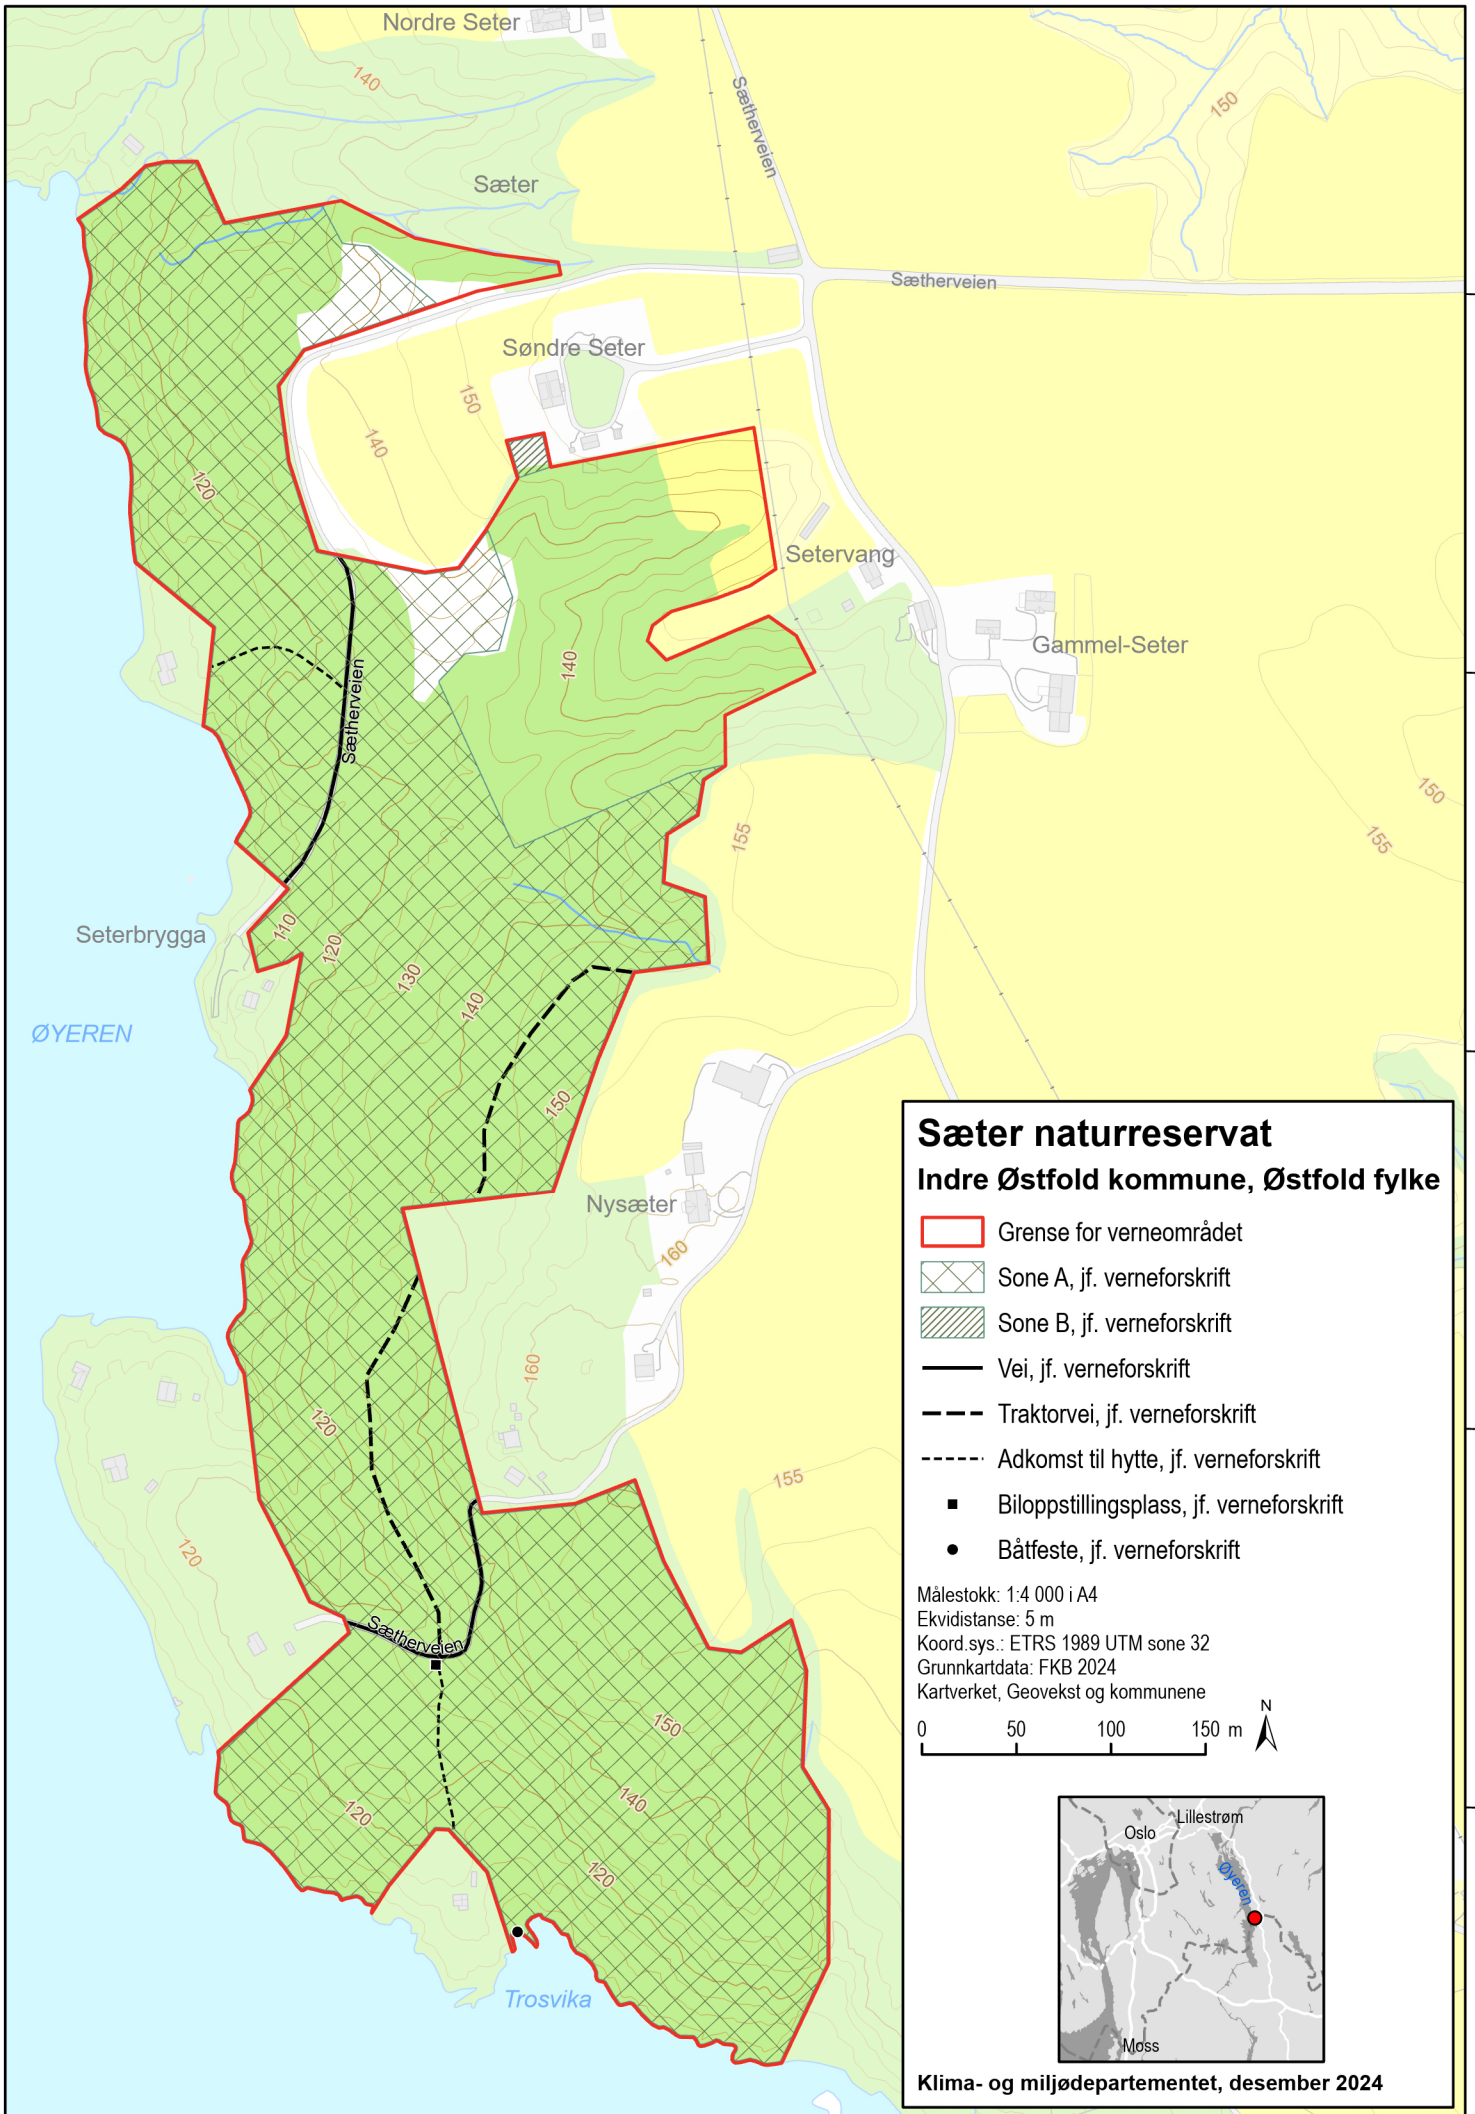 Nordre Seter
140
150
Sætherveien
Sæter
Sætherveien
Søndre Seter
150
140
120
Setervang
140
Gammel-Seter
Sætherveien
150
155
155
110
120
Seterbrygga
130
140
ØYEREN
150
Nysæter
160
160
120
155
120
Sætherveien
150
140
120
120
Trosvika
Sæter naturreservat
Indre Østfold kommune, Østfold fylke
Grense for verneområdet
Sone A, jf. verneforskrift
Sone B, jf. verneforskrift
Vei, jf. verneforskrift
Traktorvei, jf. verneforskrift
Adkomst til hytte, jf. verneforskrift
Biloppstillingsplass, jf. verneforskrift
Båtfeste, jf. verneforskrift
Målestokk: 1:4 000 i A4
Ekvidistanse: 5 m
Koord.sys.: ETRS 1989 UTM sone 32
Grunnkartdata: FKB 2024
Kartverket, Geovekst og kommunene
N
0 50 100 150 m
Lillestrøm
Oslo
Øyeren
Moss
Klima- og miljødepartementet, desember 2024